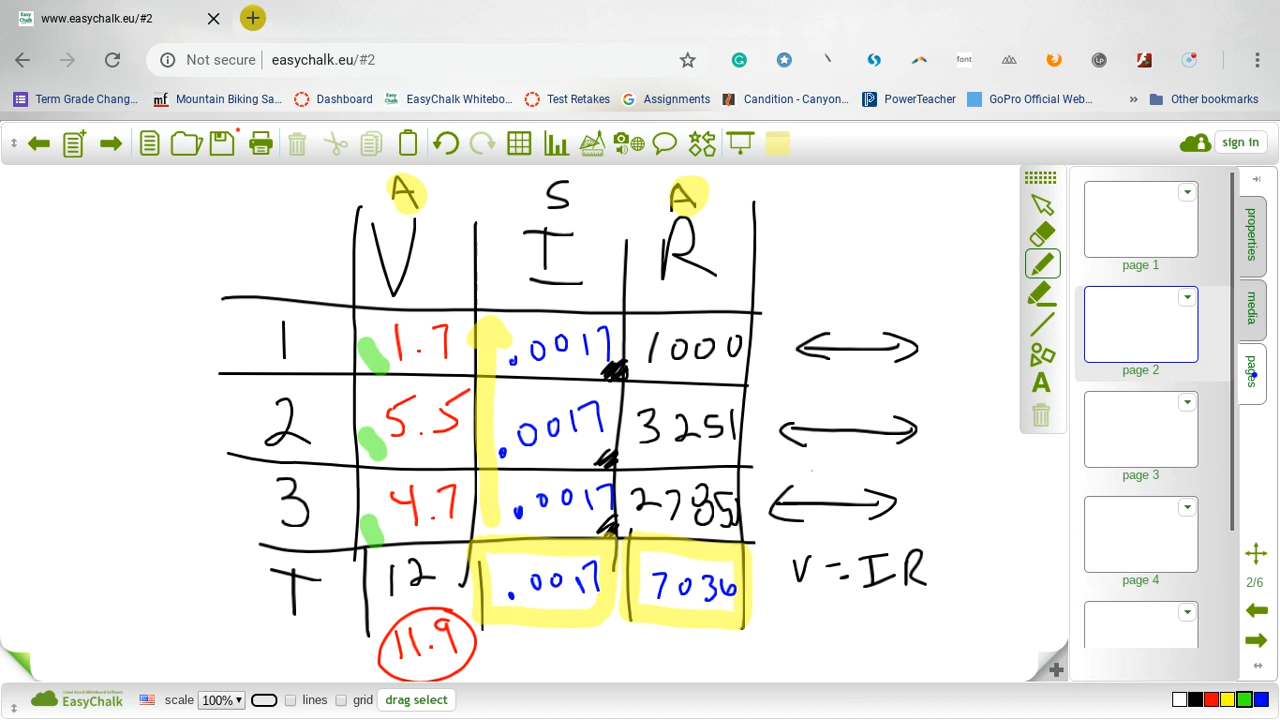 www.easychalk.eu/#2
Not secure easychalk.eu/#2
font
Lp
Term Grade Chang... mf Mountain Biking Sa... Dashboard EasyChalk Whitebo... Test Retakes Assignments Candition - Canyon... PowerTeacher GoPro Official Web... » Other bookmarks
sign in
A S A
V I R
1 1.7 .0017 1000
2 5.5 .0017 3251
3 4.7 .0017 2785
T 12 .0017 7036
V = IR
11.9
A
page 1
page 2
page 3
page 4
properties
media
pages
2/6
EasyChalk scale 100% lines grid drag select